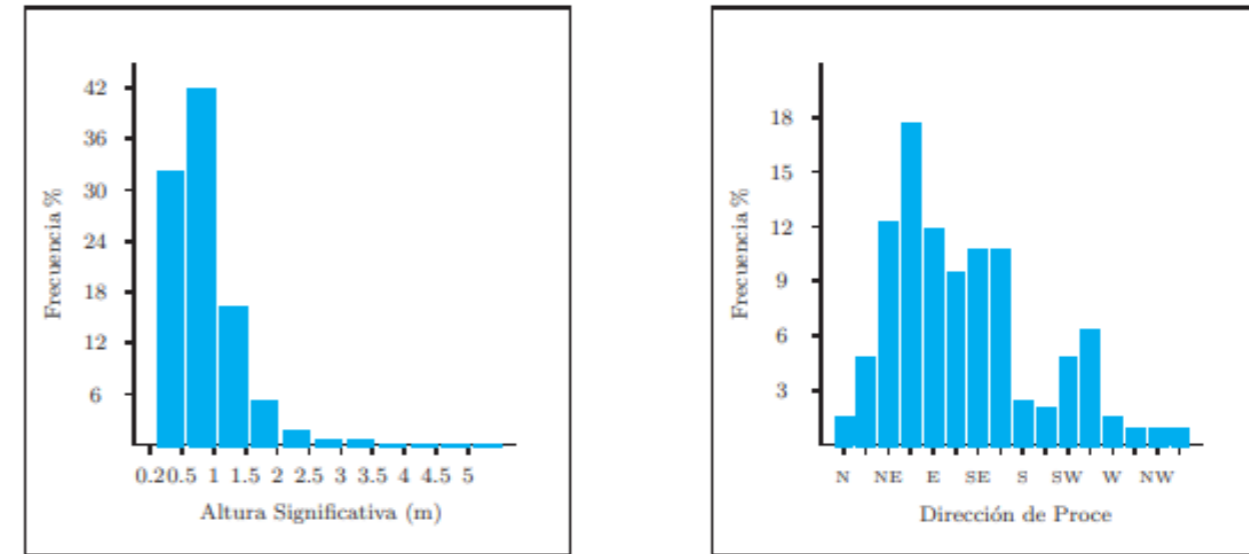 42
36
30
24
18
12
6
Frecuencia %
0.20.5 1 1.5 2 2.5 3 3.5 4 4.5 5
Altura Significativa (m)
18
15
12
9
6
3
Frecuencia %
N NE E SE S SW W NW
Dirección de Proce